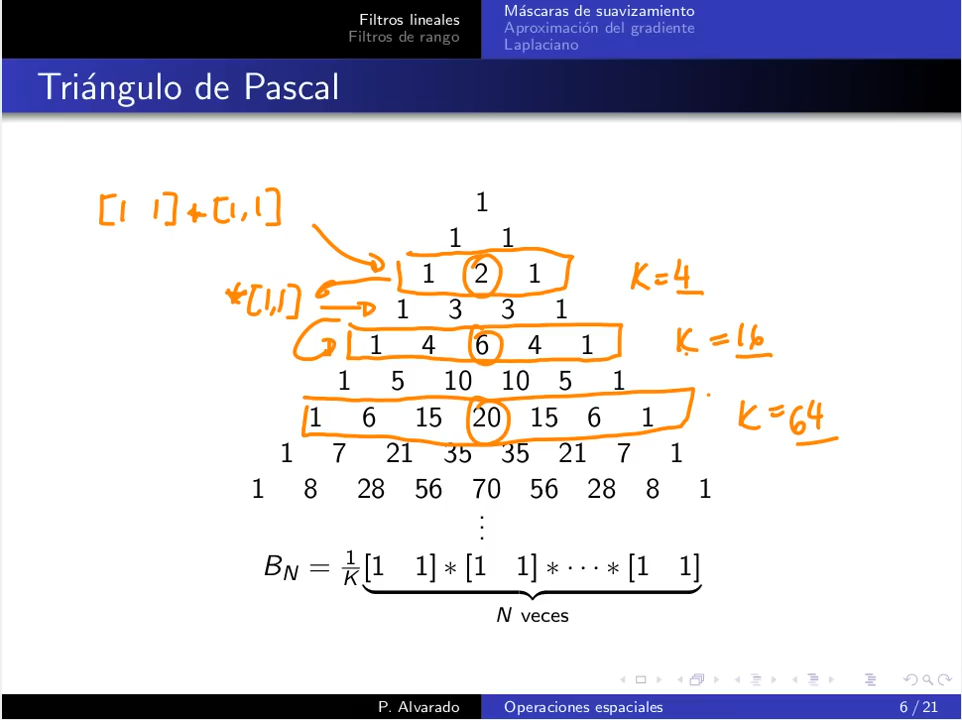 Filtros lineales
Filtros de rango
Máscaras de suavizamiento
Aproximación del gradiente
Laplaciano
Triángulo de Pascal
[1 1] * [1,1]
1
1 1
1 2 1
K=4
*[1,1]
1 3 3 1
1 4 6 4 1
K=16
1 5 10 10 5 1
1 6 15 20 15 6 1
K=64
1 7 21 35 35 21 7 1
1 8 28 56 70 56 28 8 1
⋮
B_N = 1/K [1 1] * [1 1] * ··· * [1 1]
N veces
P. Alvarado
Operaciones espaciales
6 / 21